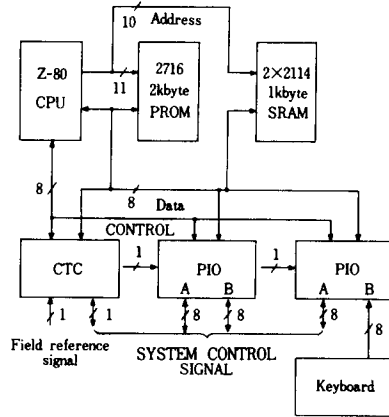 10 Address
Z-80
CPU
11
2716
2kbyte
PROM
2×2114
1kbyte
SRAM
8
8
Data
CONTROL
CTC
1
PIO
A B
1
PIO
A B
1
1
8
8
8
8
Field reference
signal
SYSTEM CONTROL
SIGNAL
Keyboard